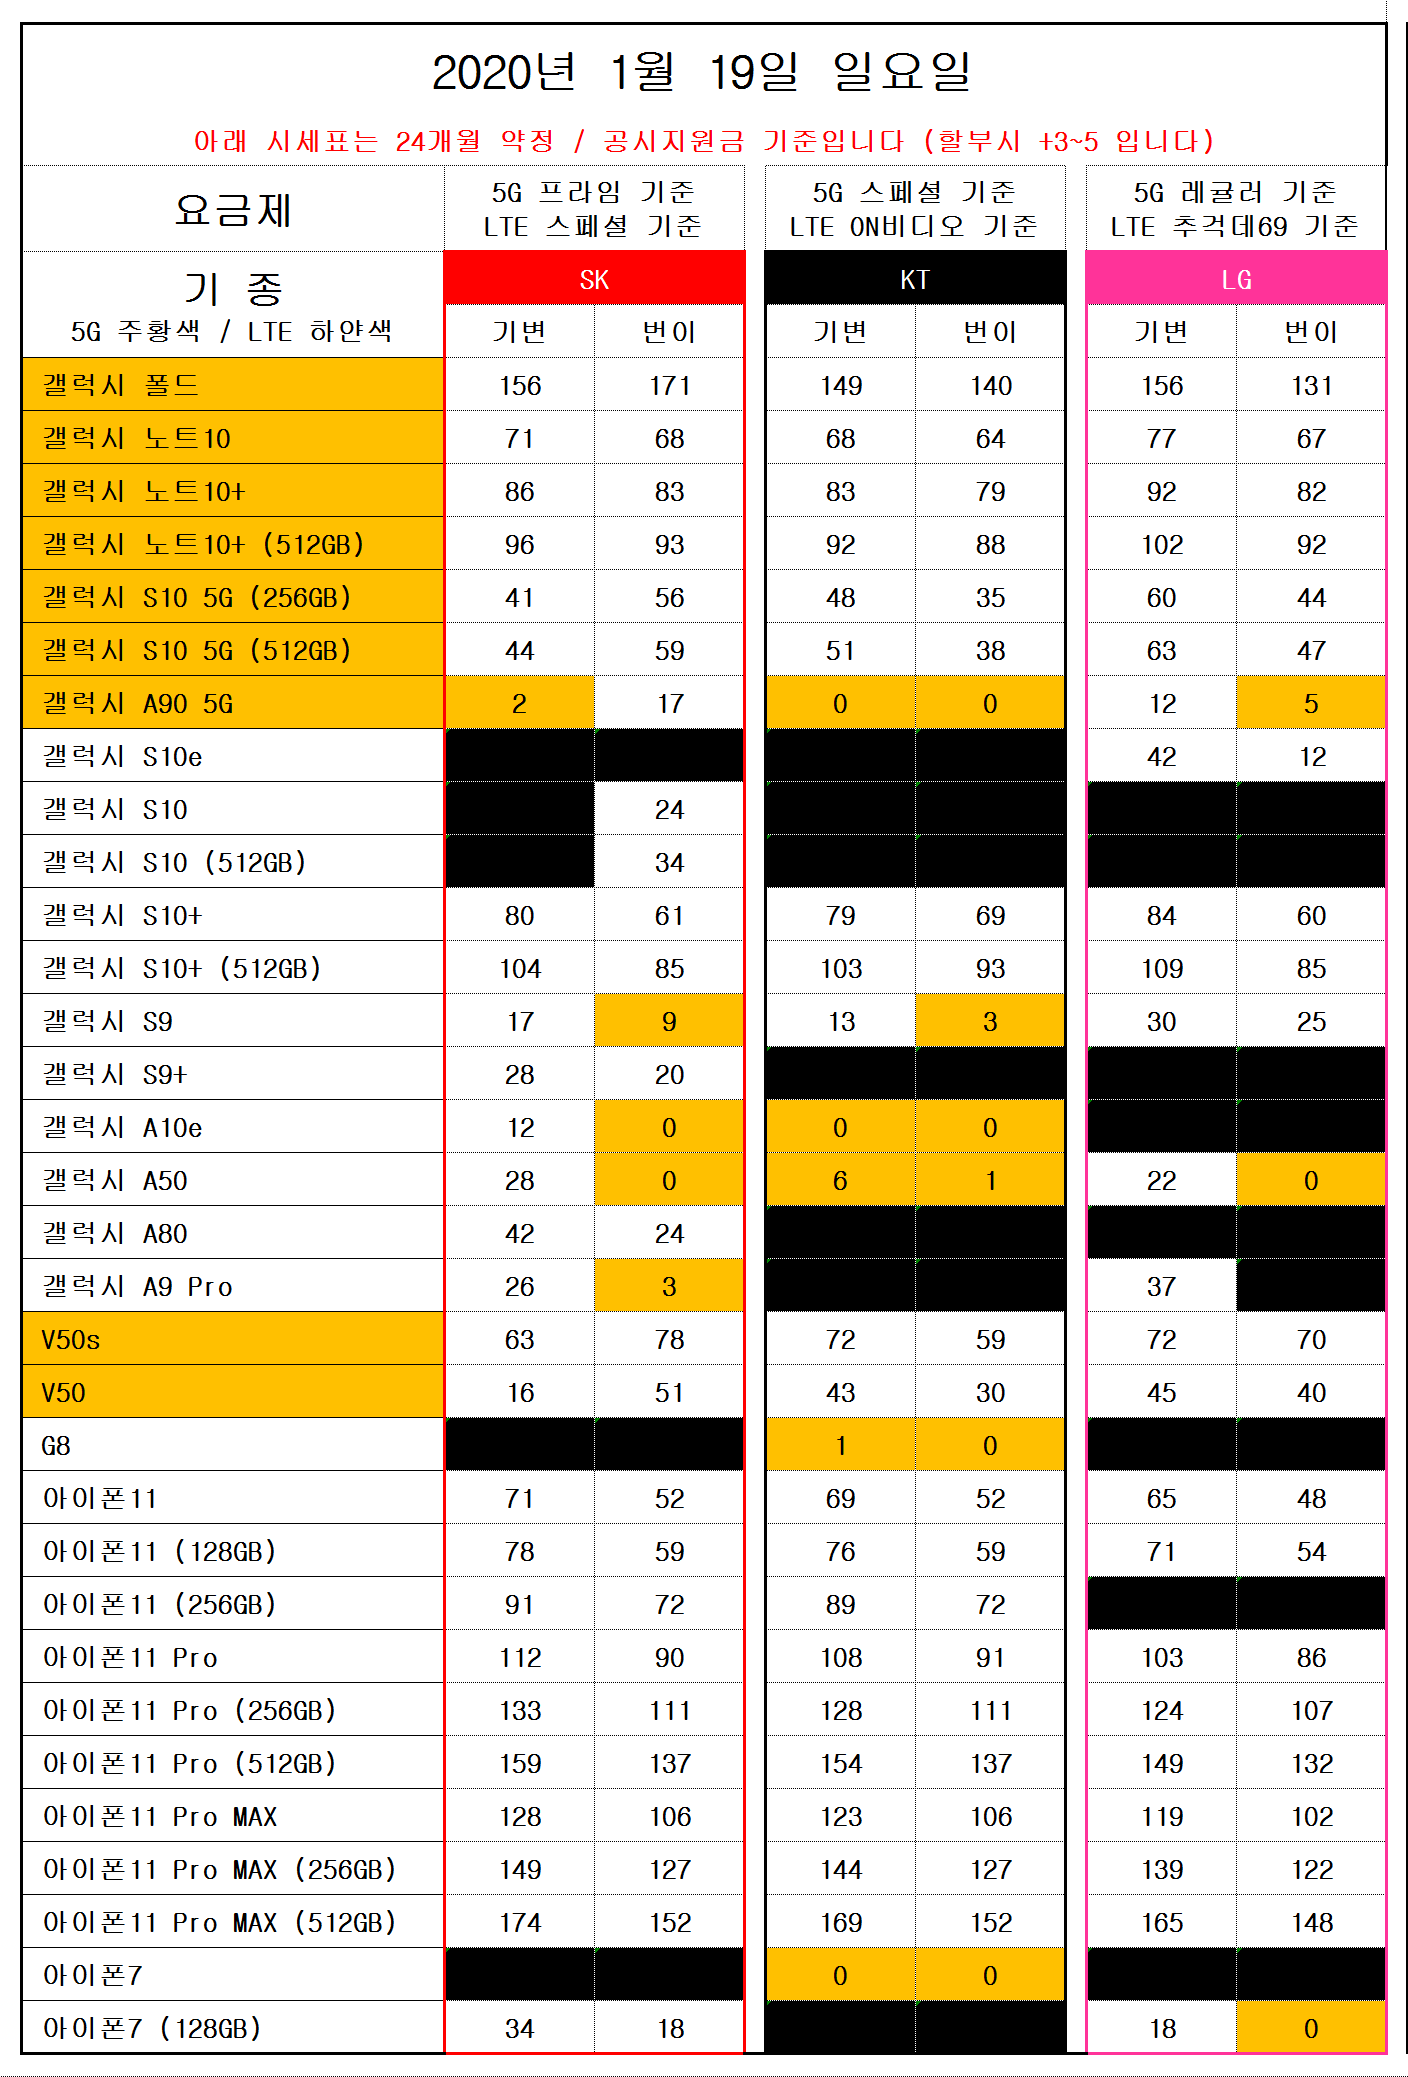 2020년 1월 19일 일요일
아래 시세표는 24개월 약정 / 공시지원금 기준입니다 (할부시 +3~5 입니다)
요금제
5G 프라임 기준
LTE 스페셜 기준
5G 스페셜 기준
LTE ON비디오 기준
5G 레귤러 기준
LTE 추걱데69 기준
기 종
5G 주황색 / LTE 하얀색
SK KT LG
기변 번이 기변 번이 기변 번이
갤럭시 폴드 156 171 149 140 156 131
갤럭시 노트10 71 68 68 64 77 67
갤럭시 노트10+ 86 83 83 79 92 82
갤럭시 노트10+ (512GB) 96 93 92 88 102 92
갤럭시 S10 5G (256GB) 41 56 48 35 60 44
갤럭시 S10 5G (512GB) 44 59 51 38 63 47
갤럭시 A90 5G 2 17 0 0 12 5
갤럭시 S10e 42 12
갤럭시 S10 24
갤럭시 S10 (512GB) 34
갤럭시 S10+ 80 61 79 69 84 60
갤럭시 S10+ (512GB) 104 85 103 93 109 85
갤럭시 S9 17 9 13 3 30 25
갤럭시 S9+ 28 20
갤럭시 A10e 12 0 0 0
갤럭시 A50 28 0 6 1 22 0
갤럭시 A80 42 24
갤럭시 A9 Pro 26 3 37
V50s 63 78 72 59 72 70
V50 16 51 43 30 45 40
G8 1 0
아이폰11 71 52 69 52 65 48
아이폰11 (128GB) 78 59 76 59 71 54
아이폰11 (256GB) 91 72 89 72
아이폰11 Pro 112 90 108 91 103 86
아이폰11 Pro (256GB) 133 111 128 111 124 107
아이폰11 Pro (512GB) 159 137 154 137 149 132
아이폰11 Pro MAX 128 106 123 106 119 102
아이폰11 Pro MAX (256GB) 149 127 144 127 139 122
아이폰11 Pro MAX (512GB) 174 152 169 152 165 148
아이폰7 0 0
아이폰7 (128GB) 34 18 18 0